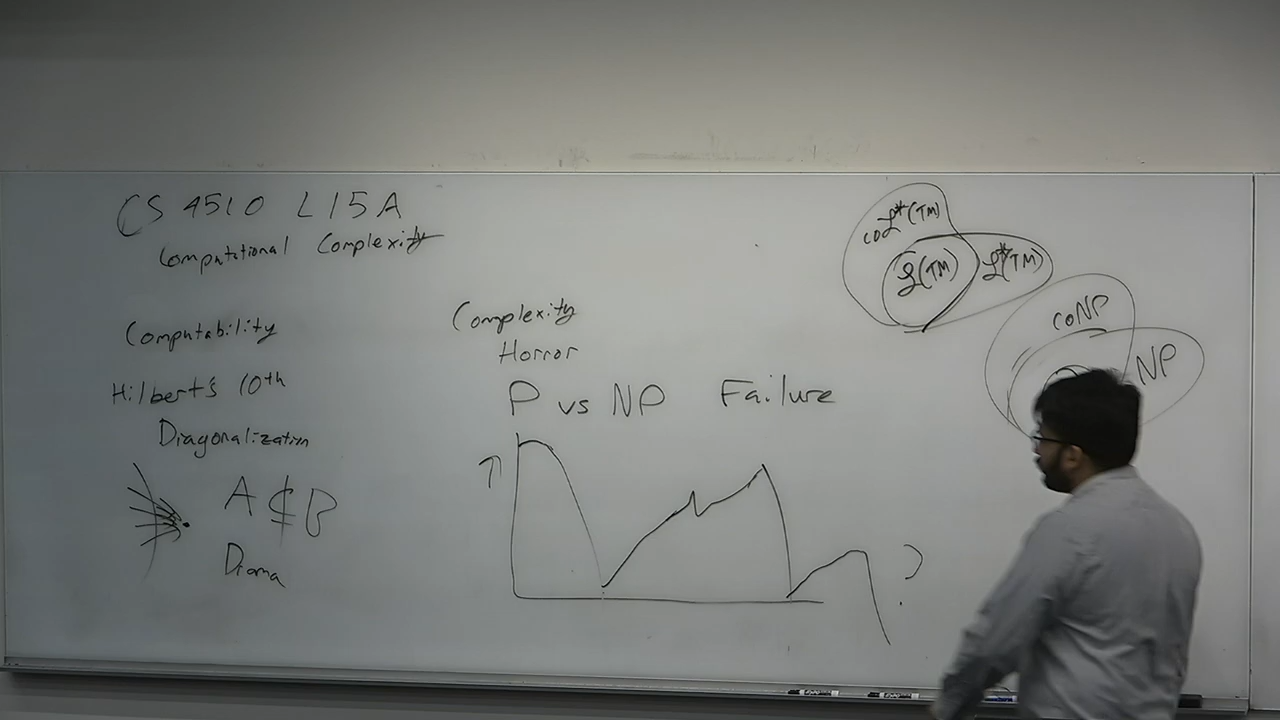 CS 4510 L15A
Computational Complexity
Computability
Hilbert's 10th
Diagonalization
A ⊄ B
Complexity
Horror
P vs NP Failure
↑
?
coL*(TM)
L(TM) L*(TM)
coNP
NP